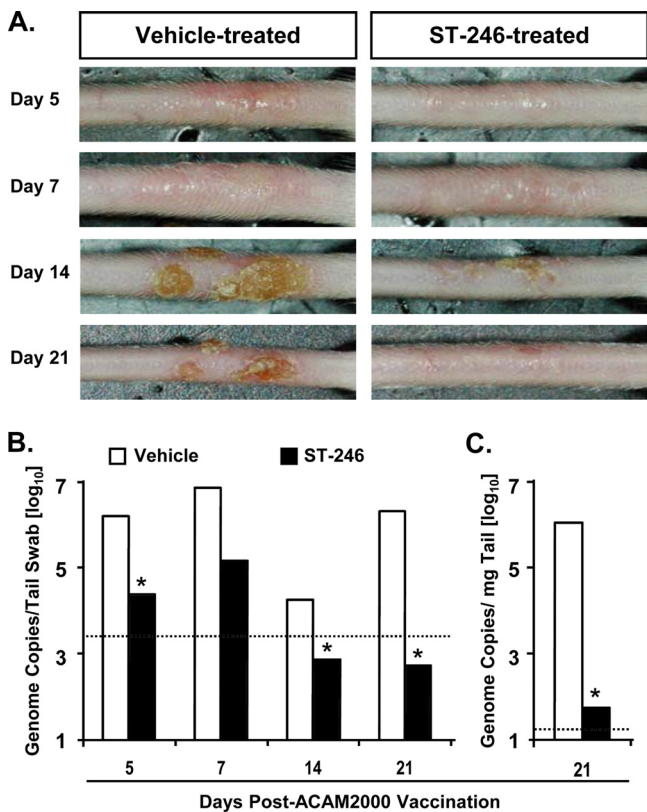 A.
Vehicle-treated
ST-246-treated
Day 5
Day 7
Day 14
Day 21
B.
Vehicle
ST-246
Genome Copies/Tail Swab [log10]
7
5
3
1
*
*
*
5
7
14
21
C.
Genome Copies/ mg Tail [log10]
7
5
3
1
*
21
Days Post-ACAM2000 Vaccination